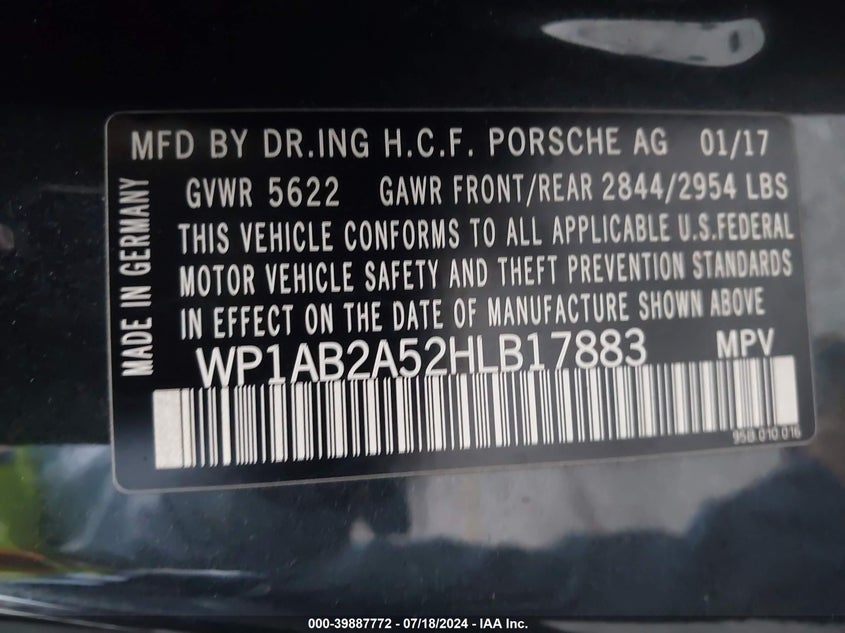 MFD BY DR.ING H.C.F. PORSCHE AG 01/17
GVWR 5622 GAWR FRONT/REAR 2844/2954 LBS
THIS VEHICLE CONFORMS TO ALL APPLICABLE U.S.FEDERAL
MOTOR VEHICLE SAFETY AND THEFT PREVENTION STANDARDS
IN EFFECT ON THE DATE OF MANUFACTURE SHOWN ABOVE
WP1AB2A52HLB17883 MPV
95B 010 016
MADE IN GERMANY
000-39887772 - 07/18/2024 - IAA Inc.